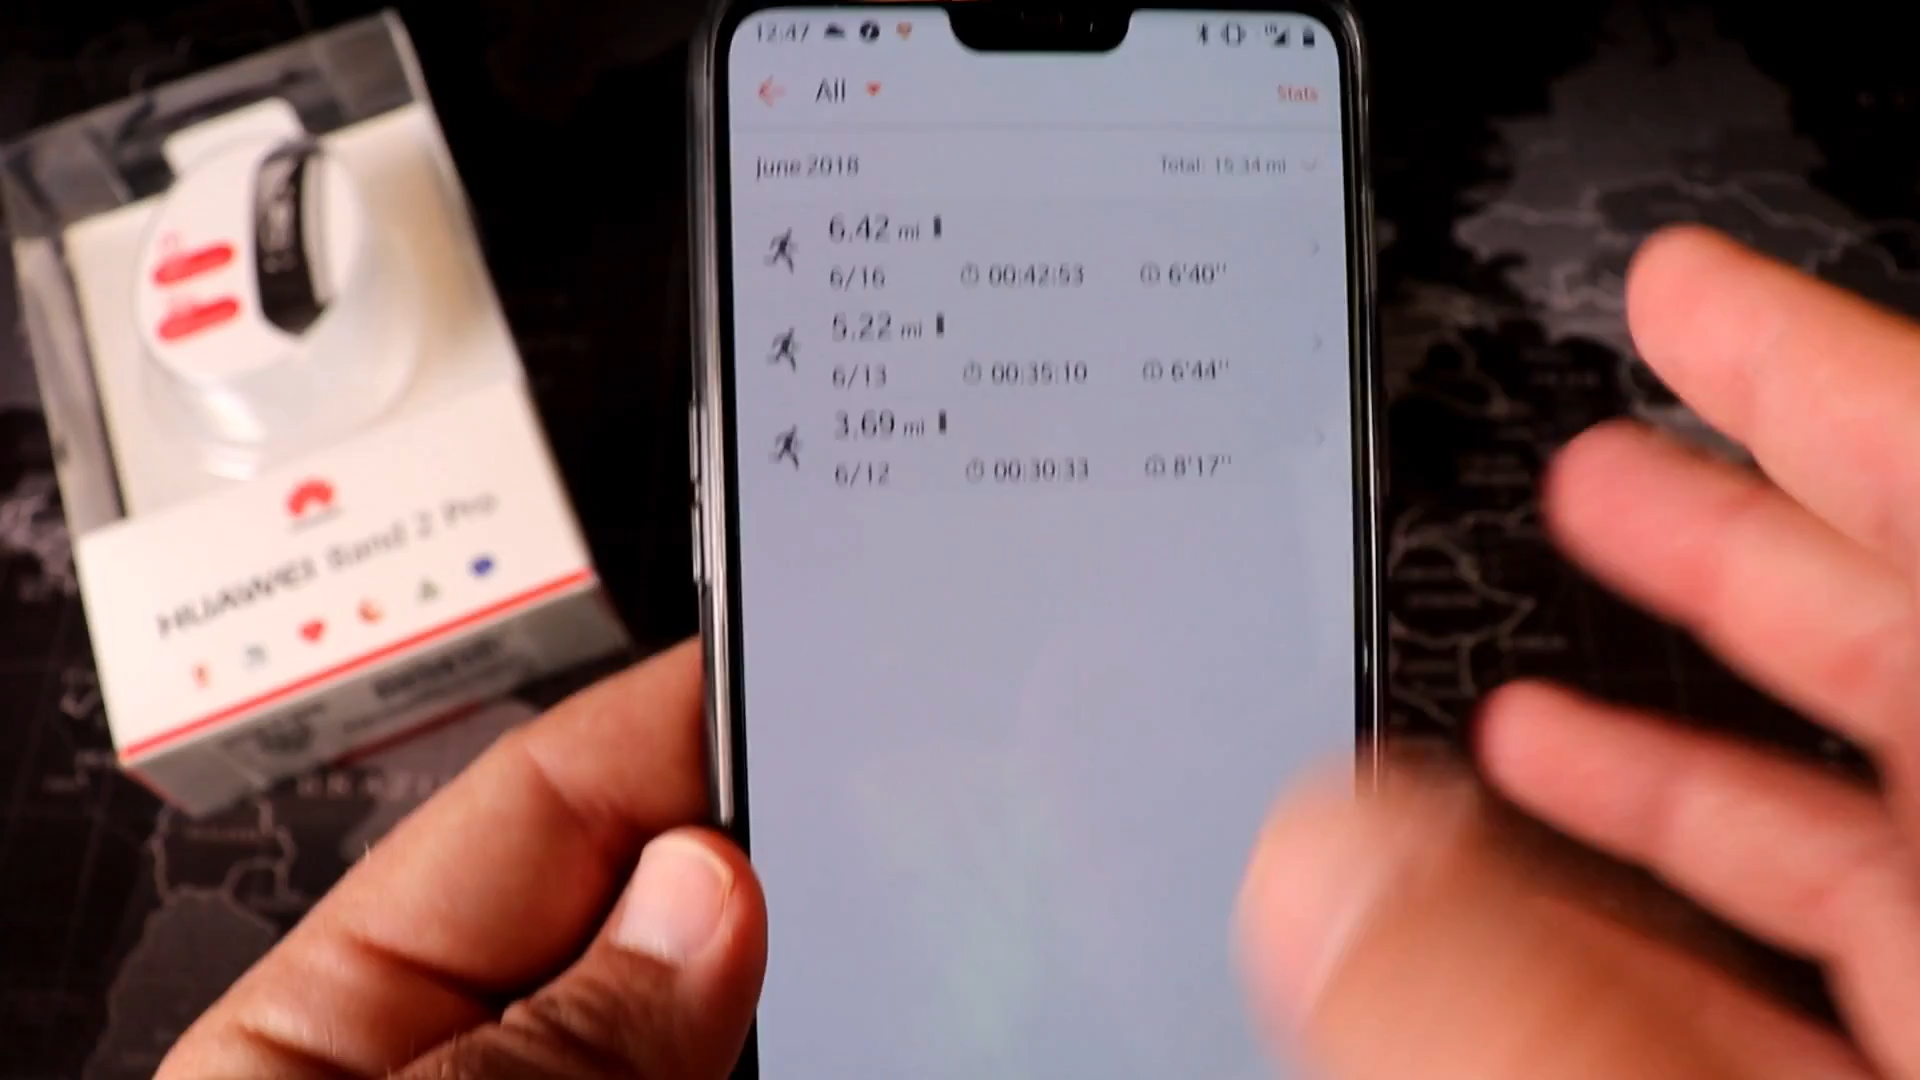 12:47
All
Stats
June 2018
Total: 15.34 mi
6.42 mi
6/16 00:42:53 6'40"
5.22 mi
6/13 00:35:10 6'44"
3.69 mi
6/12 00:30:33 8'17"
HUAWEI Band 2 Pro